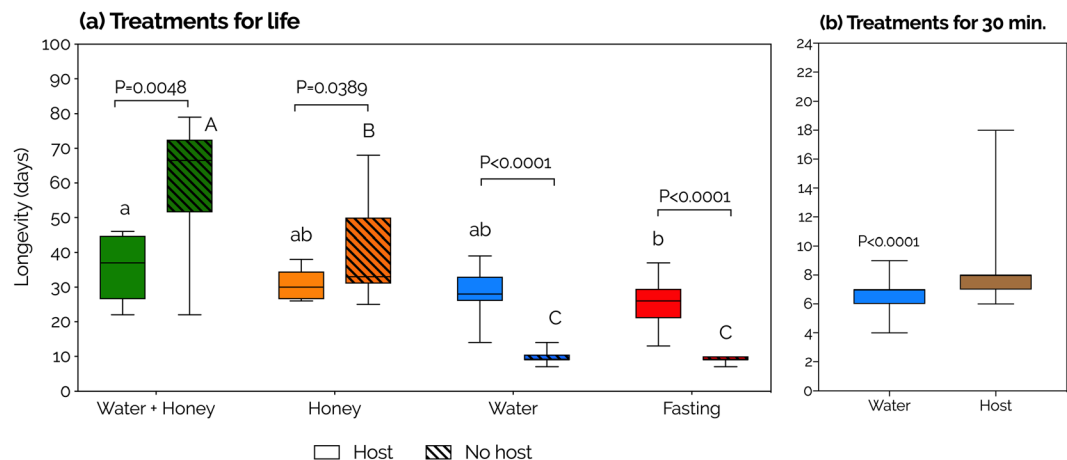 (a) Treatments for life
(b) Treatments for 30 min.
Longevity (days)
100
90
80
70
60
50
40
30
20
10
0
P=0.0048
P=0.0389
P<0.0001
P<0.0001
a
A
ab
B
ab
C
b
C
Water + Honey
Honey
Water
Fasting
Host
No host
24
22
20
18
16
14
12
10
8
6
4
2
0
P<0.0001
Water
Host